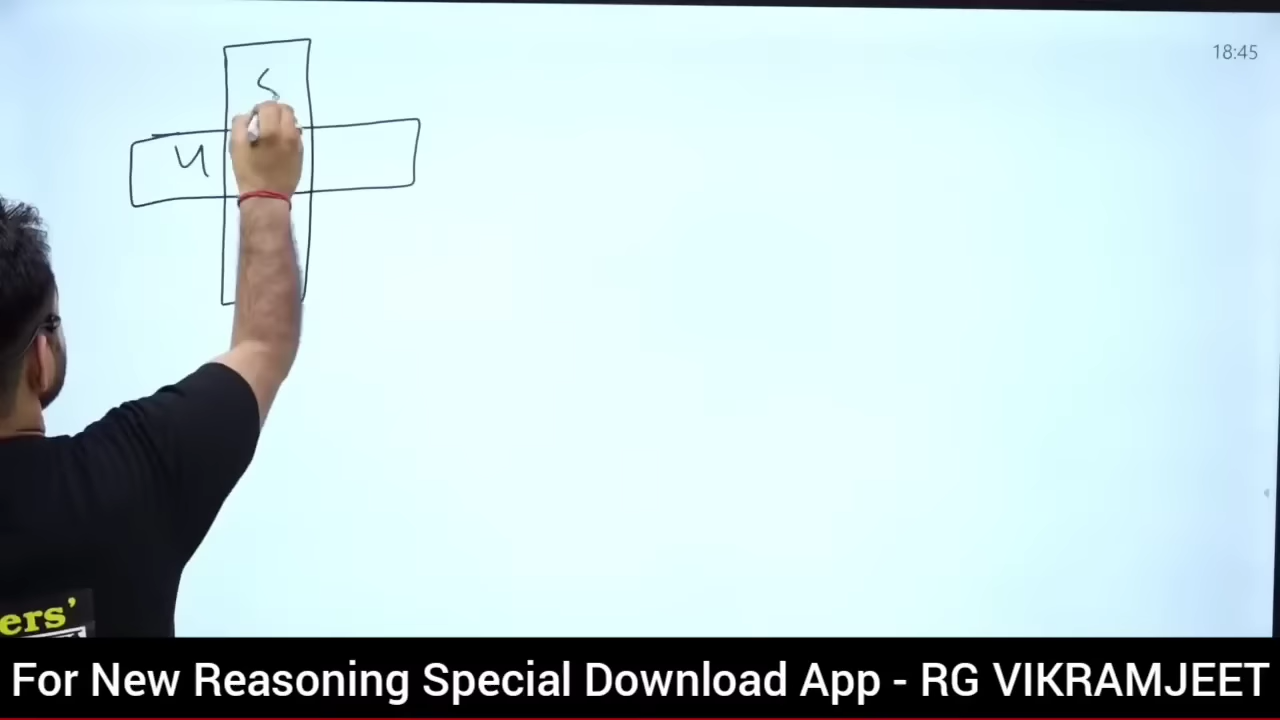 18:45
5
4
ers’
For New Reasoning Special Download App - RG VIKRAMJEET